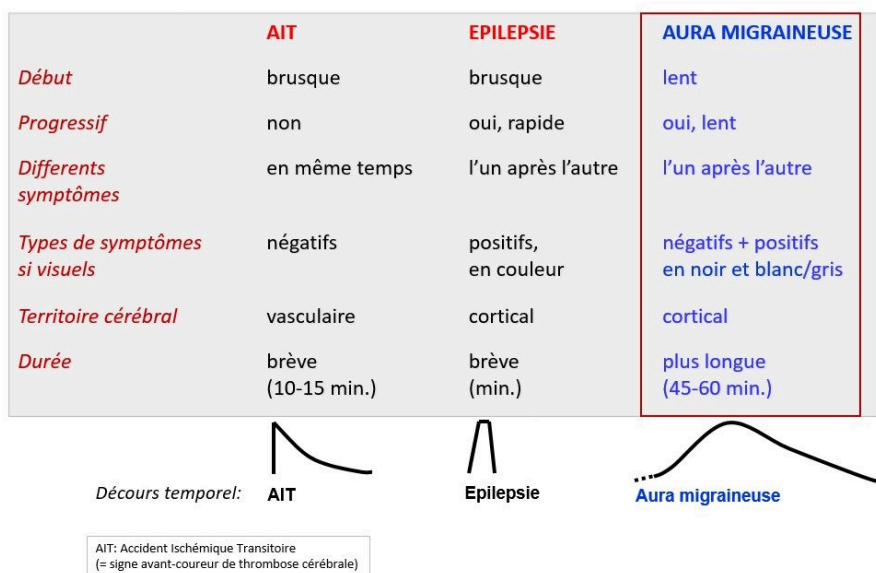 AIT EPILEPSIE AURA MIGRAINEUSE
Début brusque brusque lent
Progressif non oui, rapide oui, lent
Differents en même temps l'un après l'autre l'un après l'autre
symptômes
Types de symptômes négatifs positifs, négatifs + positifs
si visuels en couleur en noir et blanc/gris
Territoire cérébral vasculaire cortical cortical
Durée brève brève plus longue
(10-15 min.) (min.) (45-60 min.)
Décours temporel: AIT Epilepsie Aura migraineuse
AIT: Accident Ischémique Transitoire
(= signe avant-coureur de thrombose cérébrale)